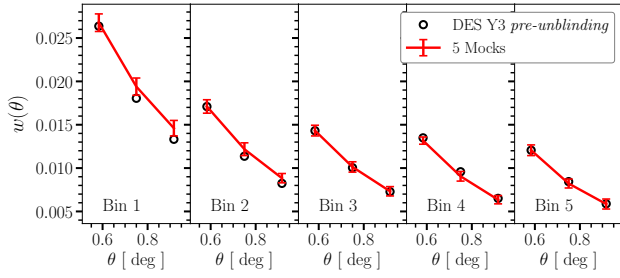 DES Y3 pre-unblinding
5 Mocks
w(θ)
0.025
0.020
0.015
0.010
0.005
Bin 1
Bin 2
Bin 3
Bin 4
Bin 5
0.6 0.8 0.6 0.8 0.6 0.8 0.6 0.8 0.6 0.8
θ [ deg ] θ [ deg ] θ [ deg ] θ [ deg ] θ [ deg ]